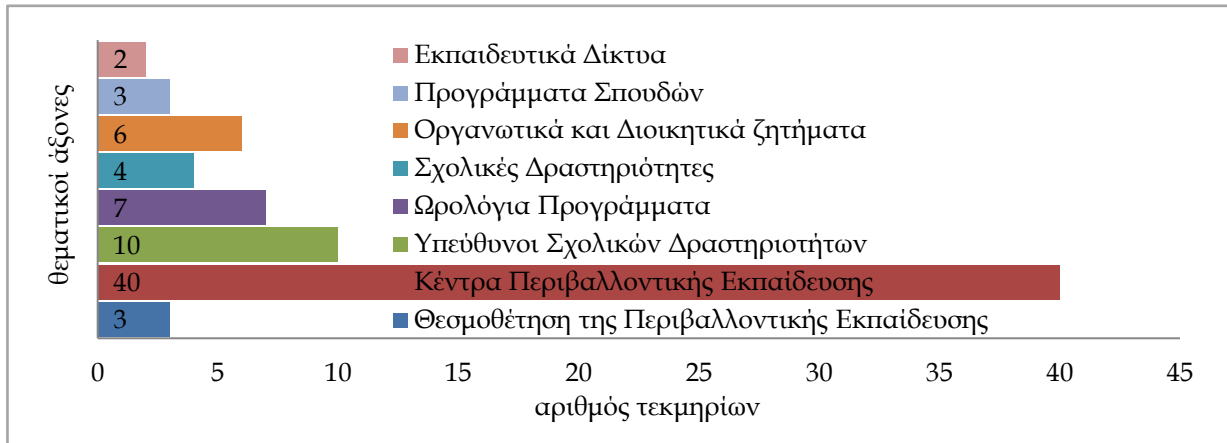 θεματικοί άξονες
2 Εκπαιδευτικά Δίκτυα
3 Προγράμματα Σπουδών
6 Οργανωτικά και Διοικητικά ζητήματα
4 Σχολικές Δραστηριότητες
7 Ωρολόγια Προγράμματα
10 Υπεύθυνοι Σχολικών Δραστηριοτήτων
40 Κέντρα Περιβαλλοντικής Εκπαίδευσης
3 Θεσμοθέτηση της Περιβαλλοντικής Εκπαίδευσης
0 5 10 15 20 25 30 35 40 45
αριθμός τεκμηρίων